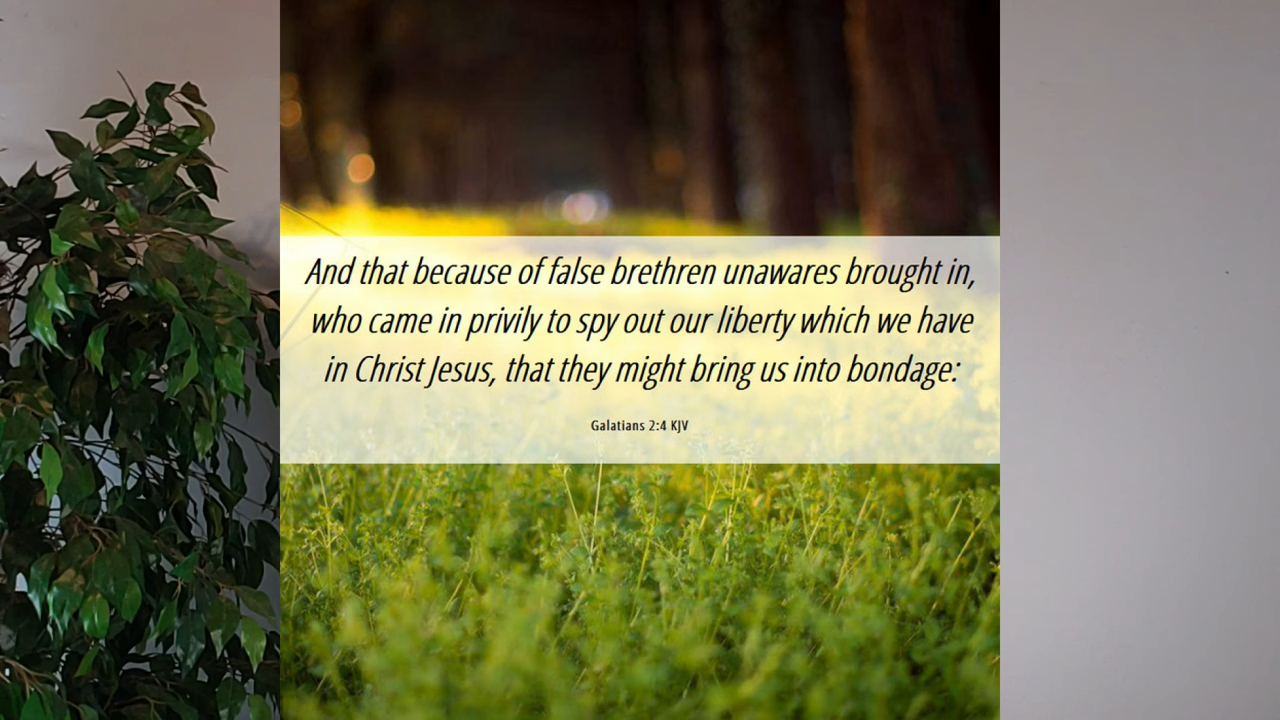 And that because of false brethren unawares brought in,
who came in privily to spy out our liberty which we have
in Christ Jesus, that they might bring us into bondage:
Galatians 2:4 KJV